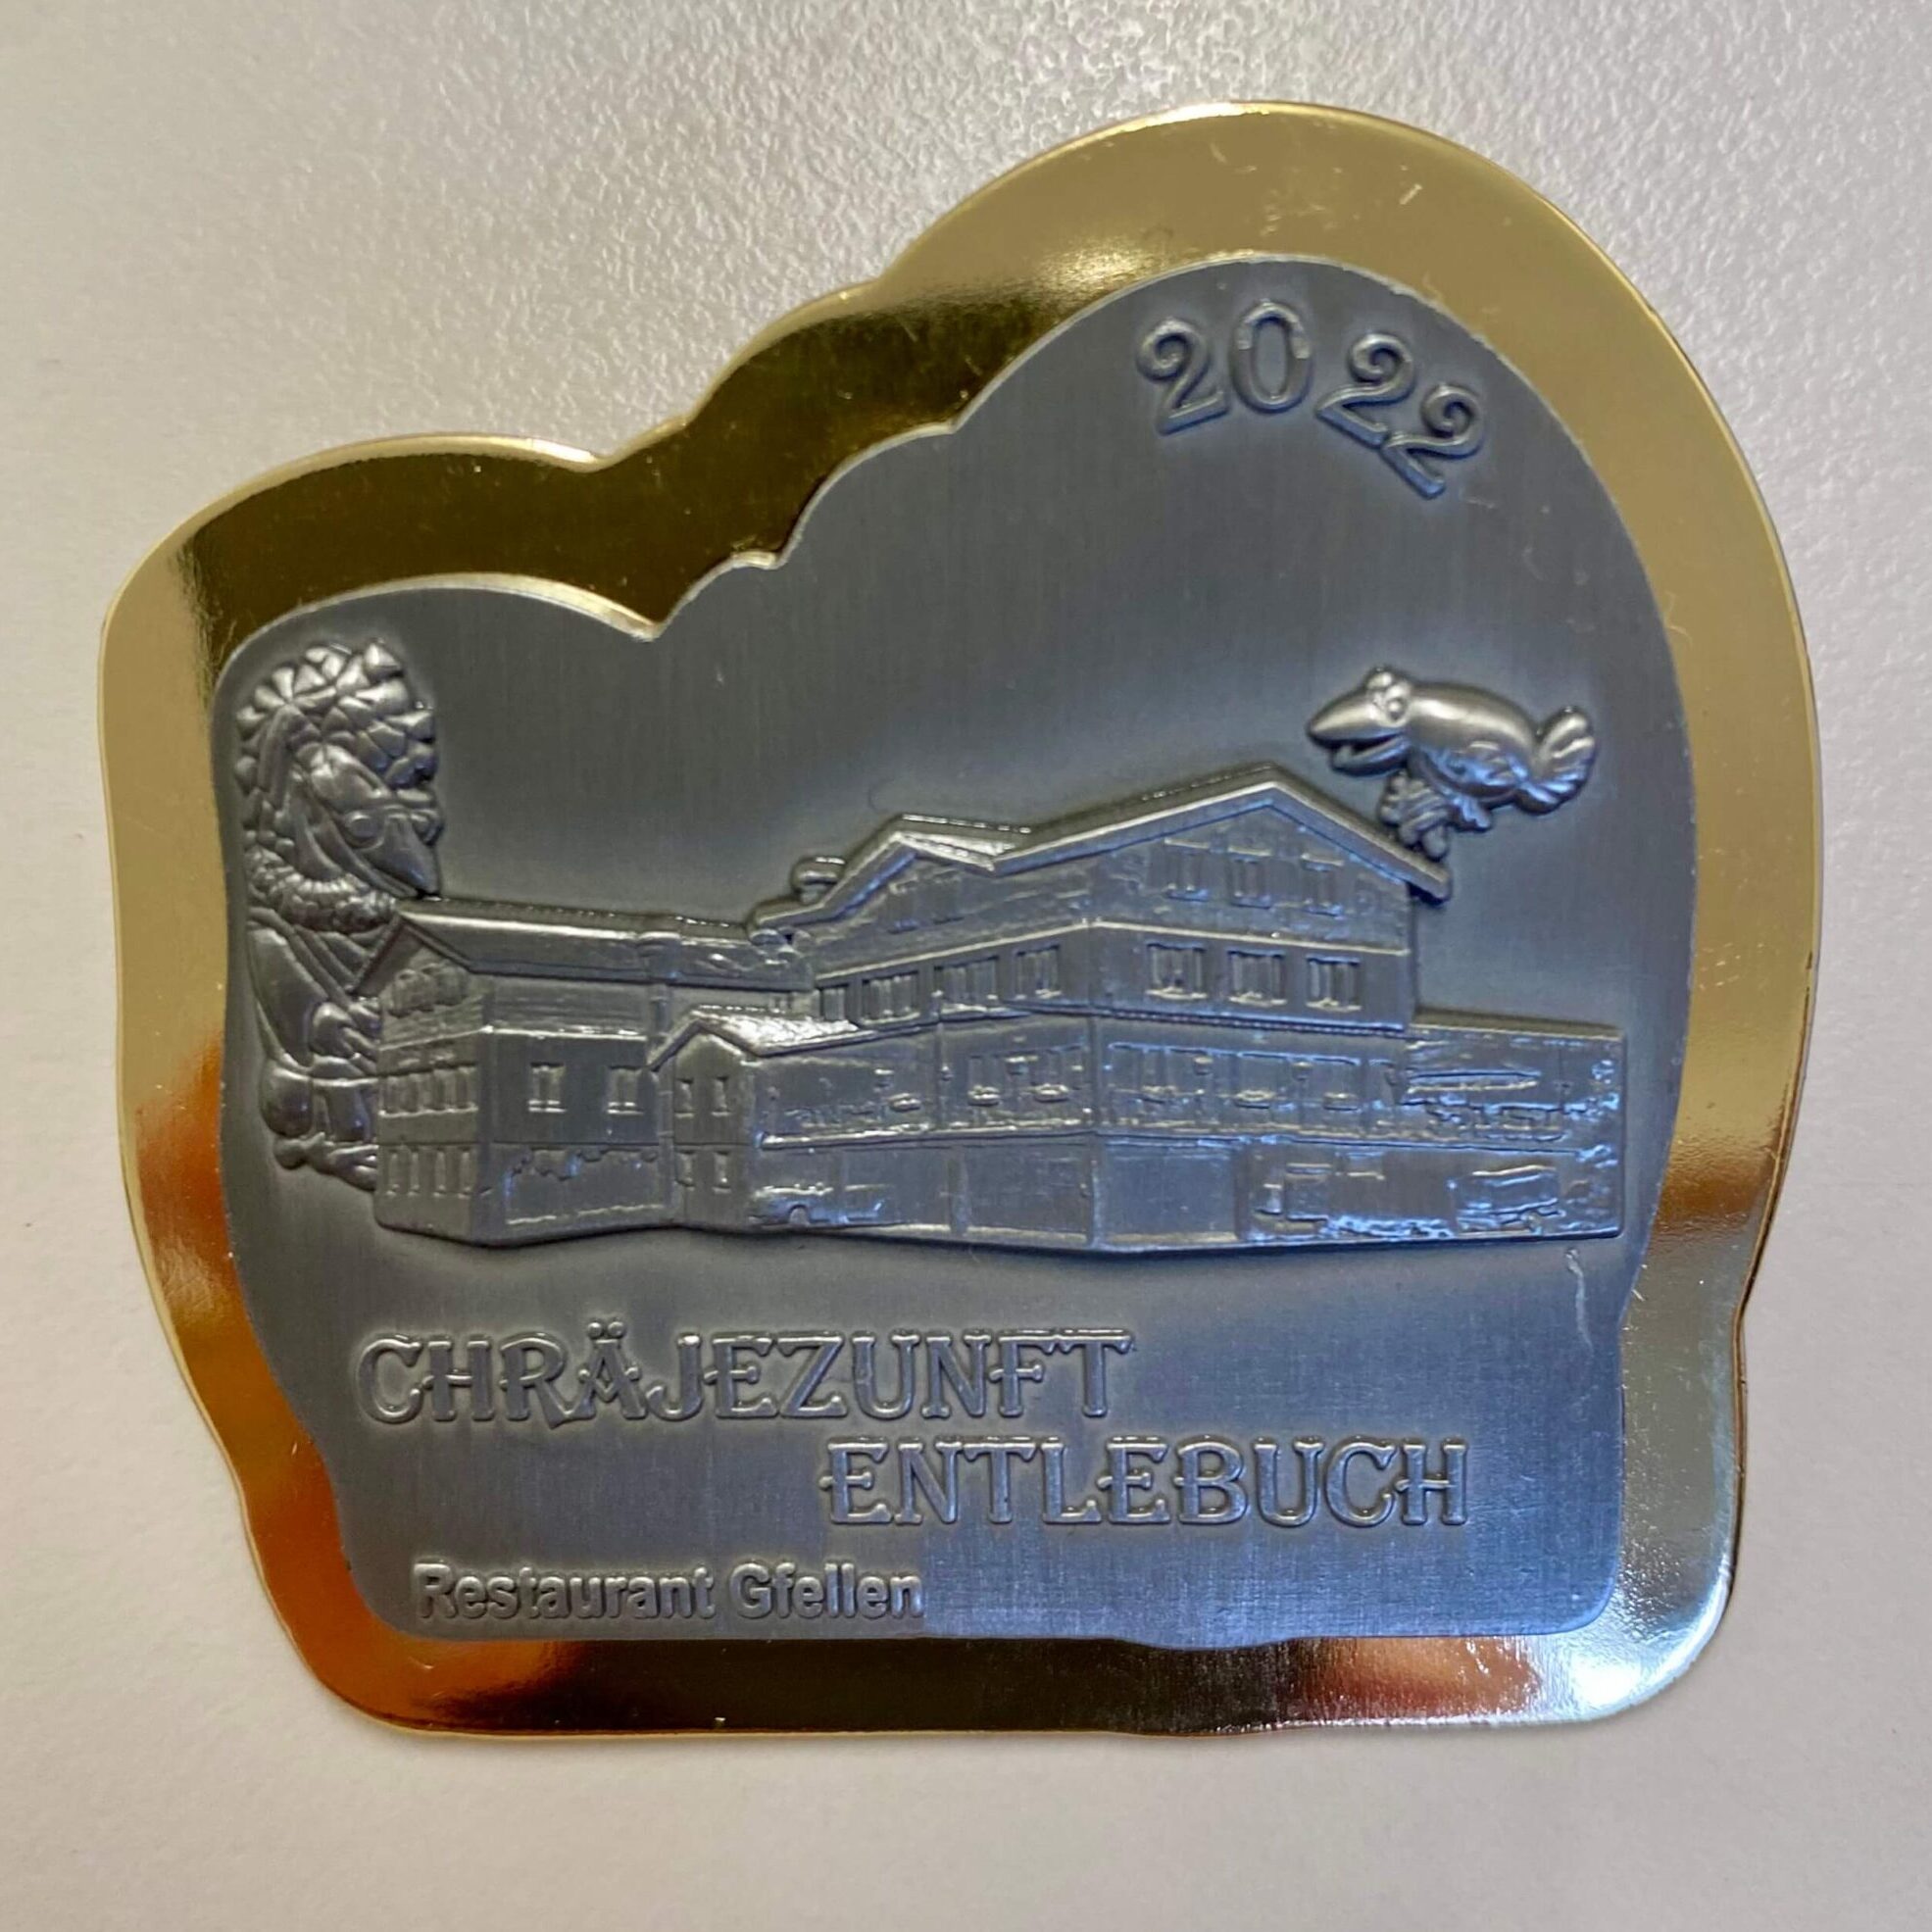 2022
CHRÄJEZUNFT
ENTLEBUCH
Restaurant Gfellen